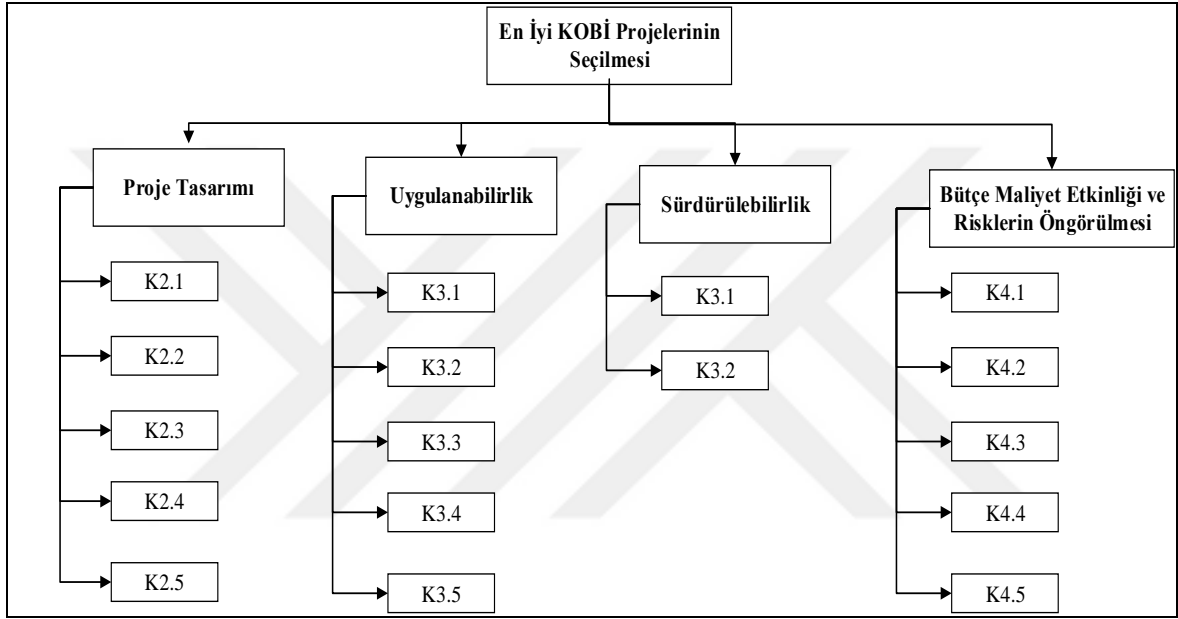 En İyi KOBİ Projelerinin
Seçilmesi
Proje Tasarımı
K2.1
K2.2
K2.3
K2.4
K2.5
Uygulanabilirlik
K3.1
K3.2
K3.3
K3.4
K3.5
Sürdürülebilirlik
K3.1
K3.2
Bütçe Maliyet Etkinliği ve
Risklerin Öngörülmesi
K4.1
K4.2
K4.3
K4.4
K4.5